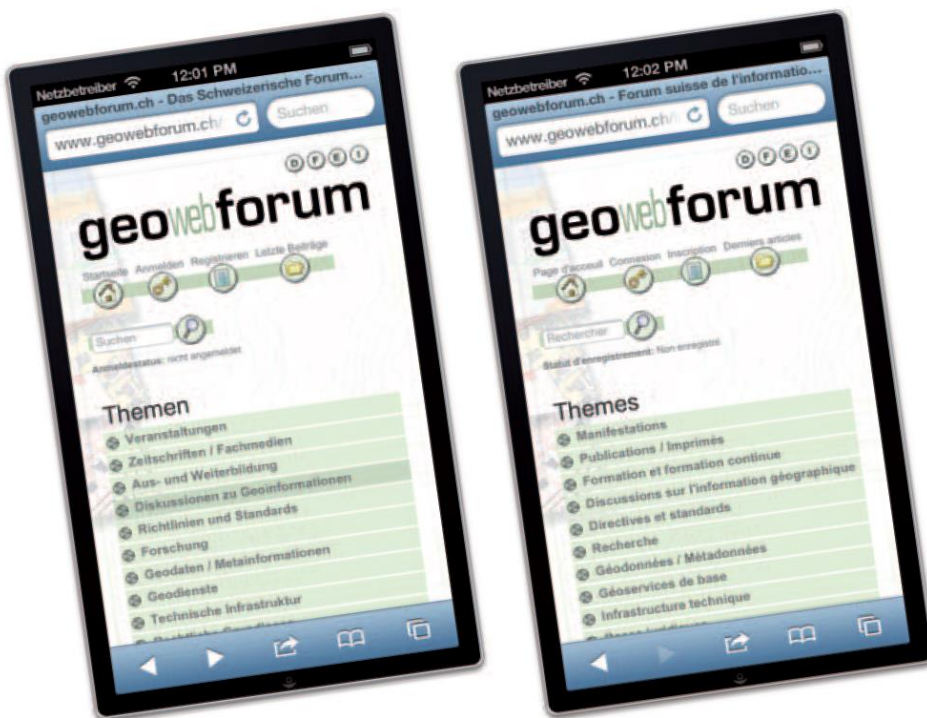 Netzbetreiber 12:01 PM
geowebforum.ch - Das Schweizerische Forum...
www.geowebforum.ch/
Suchen
D F E I
geowebforum
Startseite Anmelden Registrieren Letzte Beiträge
Suchen
Anmeldestatus: nicht angemeldet
Themen
Veranstaltungen
Zeitschriften / Fachmedien
Aus- und Weiterbildung
Diskussionen zu Geoinformationen
Richtlinien und Standards
Forschung
Geodaten / Metainformationen
Geodienste
Technische Infrastruktur
Netzbetreiber 12:02 PM
geowebforum.ch - Forum suisse de l'informatio...
www.geowebforum.ch/
Suchen
D F E I
geowebforum
Page d'acceuil Connexion Inscription Derniers articles
Rechercher
Statut d'enregistrement: Non enregistré
Themes
Manifestations
Publications / Imprimés
Formation et formation continue
Discussions sur l'information géographique
Directives et standards
Recherche
Géodonnées / Métadonnées
Géoservices de base
Infrastructure technique